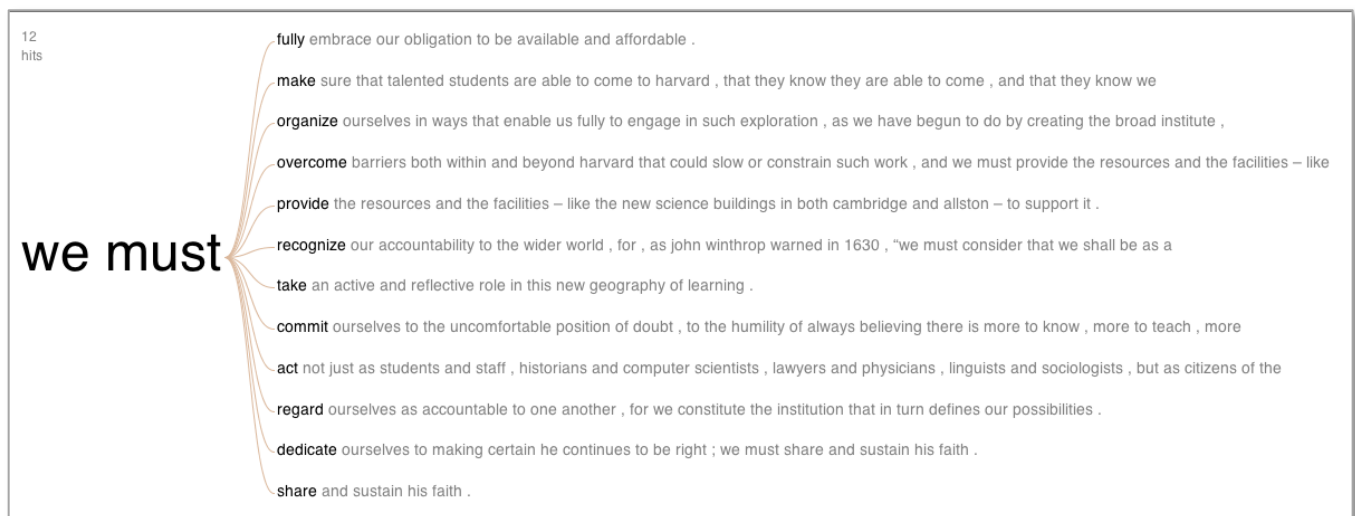 12
hits
we must
fully embrace our obligation to be available and affordable .
make sure that talented students are able to come to harvard , that they know they are able to come , and that they know we
organize ourselves in ways that enable us fully to engage in such exploration , as we have begun to do by creating the broad institute ,
overcome barriers both within and beyond harvard that could slow or constrain such work , and we must provide the resources and the facilities – like
provide the resources and the facilities – like the new science buildings in both cambridge and allston – to support it .
recognize our accountability to the wider world , for , as john winthrop warned in 1630 , “we must consider that we shall be as a
take an active and reflective role in this new geography of learning .
commit ourselves to the uncomfortable position of doubt , to the humility of always believing there is more to know , more to teach , more
act not just as students and staff , historians and computer scientists , lawyers and physicians , linguists and sociologists , but as citizens of the
regard ourselves as accountable to one another , for we constitute the institution that in turn defines our possibilities .
dedicate ourselves to making certain he continues to be right ; we must share and sustain his faith .
share and sustain his faith .